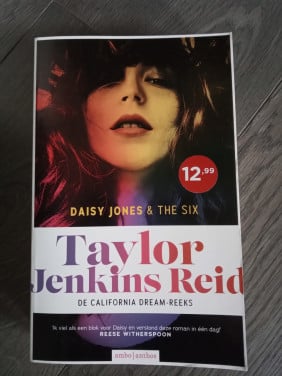 12,99
DAISY JONES & THE SIX
Taylor
Jenkins Reid
DE CALIFORNIA DREAM-REEKS
'Ik viel als een blok voor Daisy en verslond deze roman in één dag!'
REESE WITHERSPOON
ambo|anthos